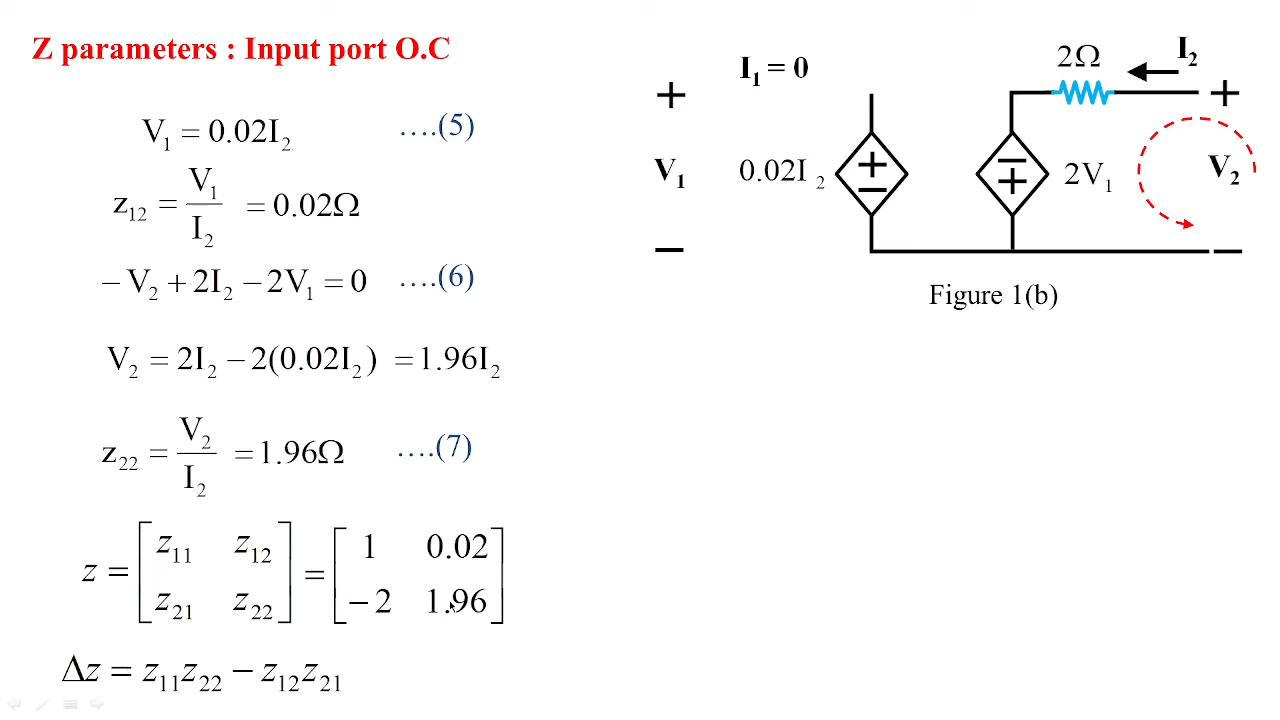 Z parameters : Input port O.C
V₁ = 0.02I₂ ….(5)
z₁₂ = V₁ / I₂ = 0.02Ω
– V₂ + 2I₂ – 2V₁ = 0 ….(6)
V₂ = 2I₂ – 2(0.02I₂) = 1.96I₂
z₂₂ = V₂ / I₂ = 1.96Ω ….(7)
z = [ z₁₁ z₁₂ ; z₂₁ z₂₂ ] = [ 1 0.02 ; – 2 1.96 ]
Δz = z₁₁z₂₂ – z₁₂z₂₁
I₁ = 0
2Ω
I₂
+ +
V₁ 0.02I ₂ + – – + 2V₁ V₂
– –
Figure 1(b)